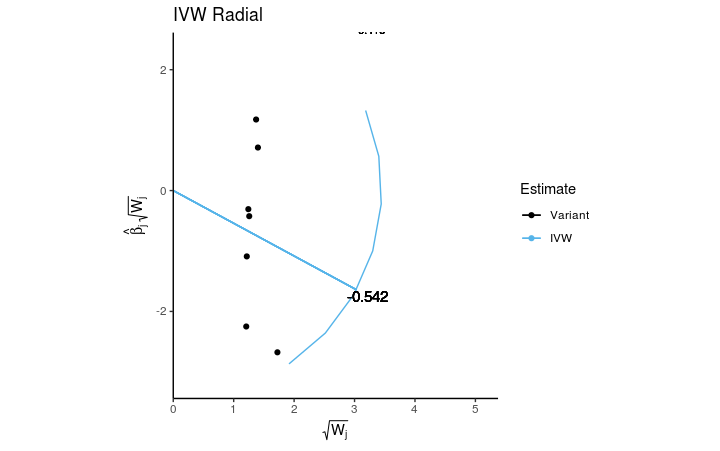 IVW Radial
2
0
-2
β̂j√Wj
-0.542
0 1 2 3 4 5
√Wj
Estimate
Variant
IVW